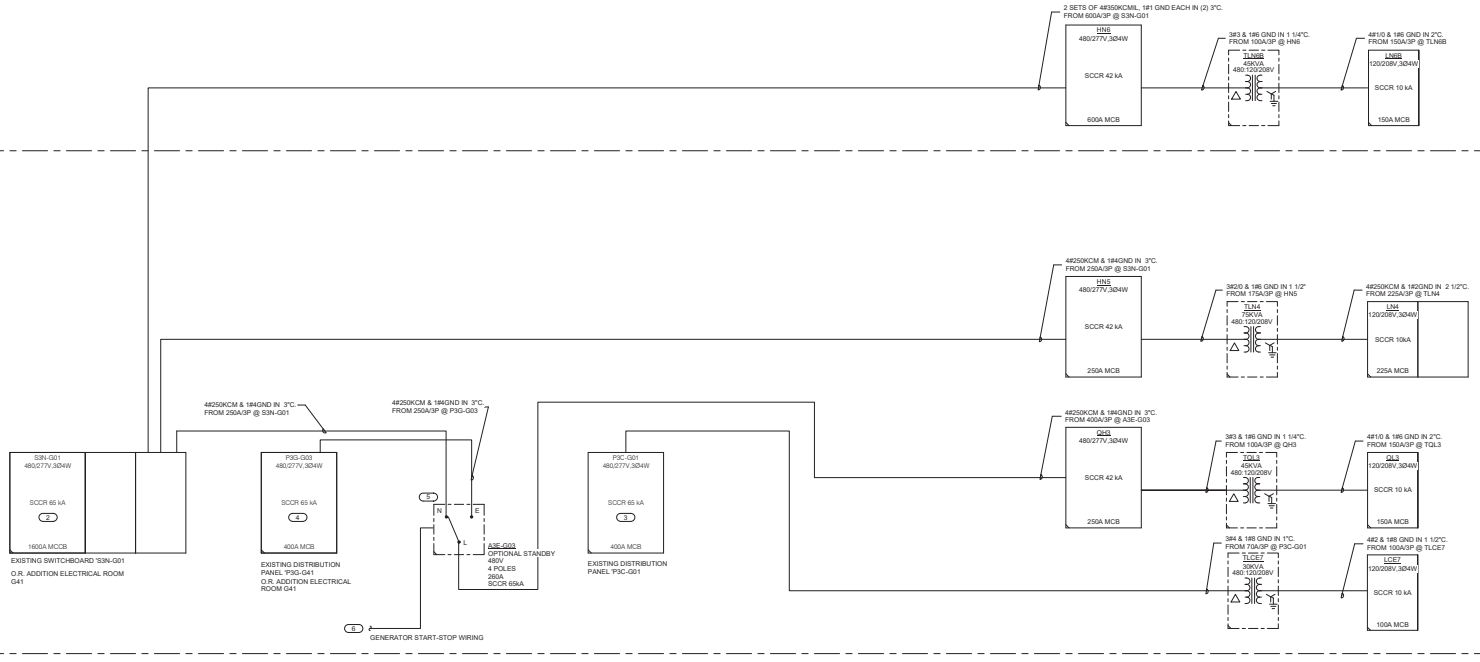 2 SETS OF 4#350KCMIL, 1#1 GND EACH IN (2) 3"C.
FROM 600A/3P @ S3N-G01
HN6
480/277V,3Ø4W
SCCR 42 kA
600A MCB
3#3 & 1#6 GND IN 1 1/4"C.
FROM 100A/3P @ HN6
TLN6B
45KVA
480:120/208V
4#1/0 & 1#6 GND IN 2"C.
FROM 150A/3P @ TLN6B
LN6B
120/208V,3Ø4W
SCCR 10 kA
150A MCB
4#250KCM & 1#4GND IN 3"C.
FROM 250A/3P @ S3N-G01
HN5
480/277V,3Ø4W
SCCR 42 kA
250A MCB
3#2/0 & 1#6 GND IN 1 1/2"
FROM 175A/3P @ HN5
TLN4
75KVA
480:120/208V
4#250KCM & 1#2GND IN 2 1/2"C.
FROM 225A/3P @ TLN4
LN4
120/208V,3Ø4W
SCCR 10kA
225A MCB
4#250KCM & 1#4GND IN 3"C.
FROM 250A/3P @ S3N-G01
4#250KCM & 1#4GND IN 3"C.
FROM 250A/3P @ P3G-G03
4#250KCM & 1#4GND IN 3"C.
FROM 400A/3P @ A3E-G03
QH3
480/277V,3Ø4W
SCCR 42 kA
250A MCB
3#3 & 1#6 GND IN 1 1/4"C.
FROM 100A/3P @ QH3
TQL3
45KVA
480:120/208V
4#1/0 & 1#6 GND IN 2"C.
FROM 150A/3P @ TQL3
QL3
120/208V,3Ø4W
SCCR 10 kA
150A MCB
S3N-G01
480/277V,3Ø4W
SCCR 65 kA
2
1600A MCCB
EXISTING SWITCHBOARD 'S3N-G01
O.R. ADDITION ELECTRICAL ROOM
G41
P3G-G03
480/277V,3Ø4W
SCCR 65 kA
4
400A MCB
EXISTING DISTRIBUTION
PANEL 'P3G-G41
O.R. ADDITION ELECTRICAL
ROOM G41
5
N
E
L
A3E-G03
OPTIONAL STANDBY
480V
4 POLES
260A
SCCR 65kA
6
GENERATOR START-STOP WIRING
P3C-G01
480/277V,3Ø4W
SCCR 65 kA
3
400A MCB
EXISTING DISTRIBUTION
PANEL 'P3C-G01
3#4 & 1#8 GND IN 1"C.
FROM 70A/3P @ P3C-G01
TLCE7
30KVA
480:120/208V
4#2 & 1#8 GND IN 1 1/2"C.
FROM 100A/3P @ TLCE7
LCE7
120/208V,3Ø4W
SCCR 10 kA
100A MCB